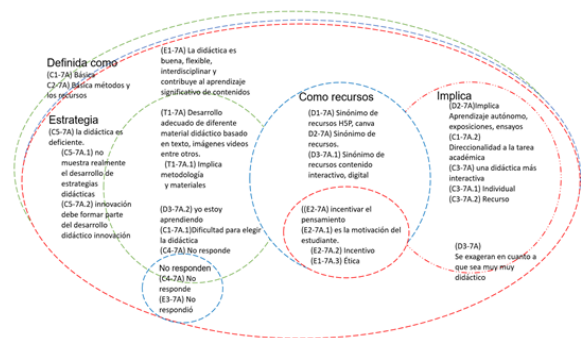 Definida como
(C1-7A) Básica
C2-7A) Básica métodos y
los recursos
Estrategia
(C5-7A) la didáctica es
deficiente.
(C5-7A.1) no
muestra realmente
el desarrollo de
estrategias
didácticas
(C5-7A.2) innovación
debe formar parte
del desarrollo
didáctico innovación
(E1-7A) La didáctica es
buena, flexible,
interdisciplinar y
contribuye al aprendizaje
significativo de contenidos
(T1-7A) Desarrollo
adecuado de diferente
material didáctico basado
en texto, imágenes videos
entre otros.
(T1-7A.1) Implica
metodología
y materiales
(D3-7A.2) yo estoy
aprendiendo
(C1-7A.1)Dificultad para elegir
la didáctica
(C4-7A) No responde
No responden
(C4-7A) No
responde
(E3-7A) No
respondió
Como recursos
(D1-7A) Sinónimo de
recursos H5P, canva
D2-7A) Sinónimo de
recursos.
(D3-7A.1) Sinónimo de
recursos contenido
interactivo, digital
((E2-7A) incentivar el
pensamiento
(E2-7A.1) es la motivación del
estudiante.
(E2-7A.2) Incentivo
(E1-7A.3) Ética
Implica
(D2-7A)Implica
Aprendizaje autónomo,
exposiciones, ensayos
(C1-7A.2)
Direccionalidad a la tarea
académica
(C3-7A) una didáctica más
interactiva
(C3-7A.1) Individual
(C3-7A.2) Recurso
(D3-7A)
Se exageran en cuanto a
que sea muy muy
didáctico